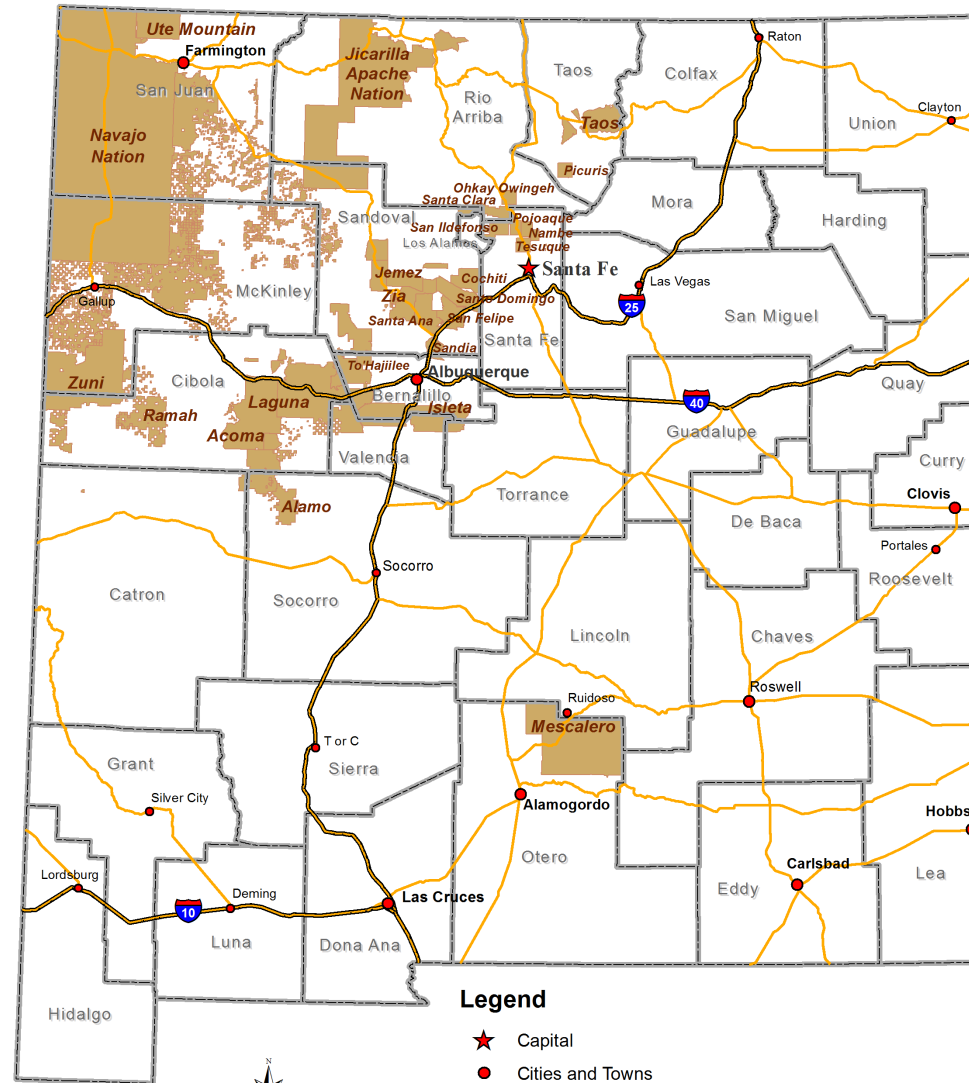 Ute Mountain
Farmington
San Juan
Navajo
Nation
Jicarilla
Apache
Nation
Rio
Arriba
Taos
Taos
Picuris
Colfax
Raton
Union
Clayton
Mora
Harding
Ohkay Owingeh
Santa Clara
Pojoaque
San Ildefonso
Nambe
Los Alamos
Tesuque
Sandoval
Santa Fe
Jemez
Cochiti
Zia
Santo Domingo
Santa Ana
San Felipe
Sandia
Santa Fe
Las Vegas
25
San Miguel
McKinley
Gallup
Zuni
Cibola
Ramah
Laguna
Acoma
To'Hajiilee
Albuquerque
Bernalillo
Isleta
Valencia
40
Guadalupe
Quay
Curry
Clovis
Alamo
Torrance
De Baca
Portales
Roosevelt
Catron
Socorro
Socorro
Lincoln
Chaves
Roswell
Ruidoso
Mescalero
T or C
Sierra
Grant
Silver City
Alamogordo
Otero
Hobbs
Lordsburg
10
Deming
Luna
Las Cruces
Dona Ana
Eddy
Carlsbad
Lea
Hidalgo
Legend
Capital
Cities and Towns
N